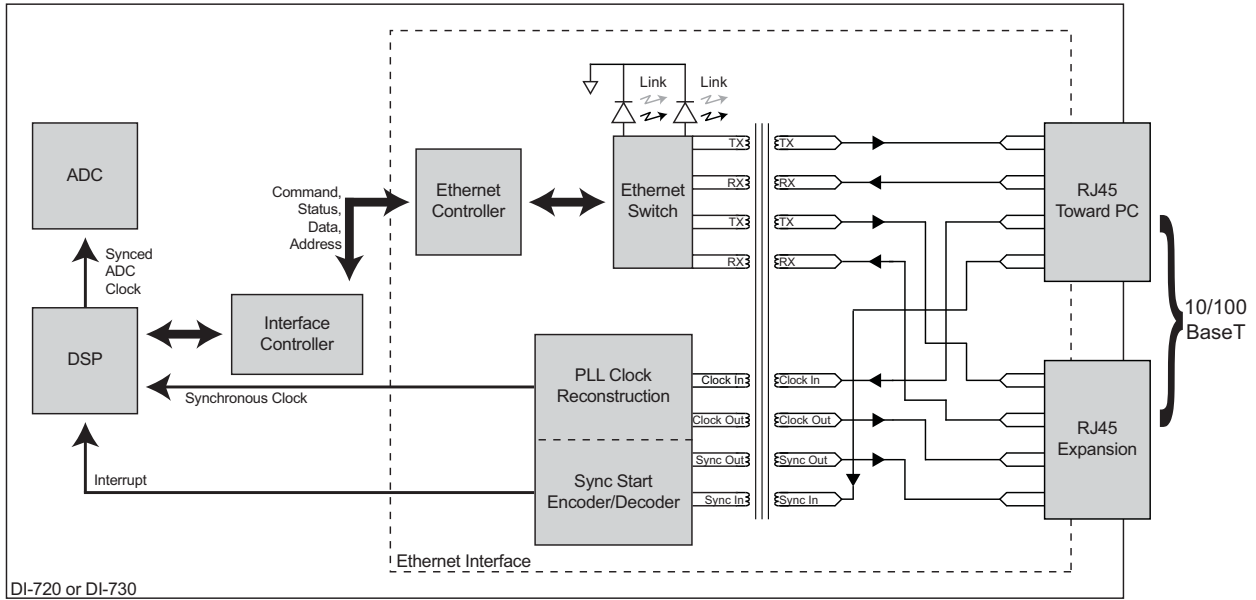 Link
Link
ADC
Ethernet
Controller
Ethernet
Switch
TX
RX
TX
RX
TX
RX
TX
RX
RJ45
Toward PC
Command,
Status,
Data,
Address
Synced
ADC
Clock
DSP
Interface
Controller
10/100
BaseT
Synchronous Clock
PLL Clock
Reconstruction
Sync Start
Encoder/Decoder
Clock In
Clock Out
Sync Out
Sync In
Clock In
Clock Out
Sync Out
Sync In
RJ45
Expansion
Interrupt
Ethernet Interface
DI-720 or DI-730